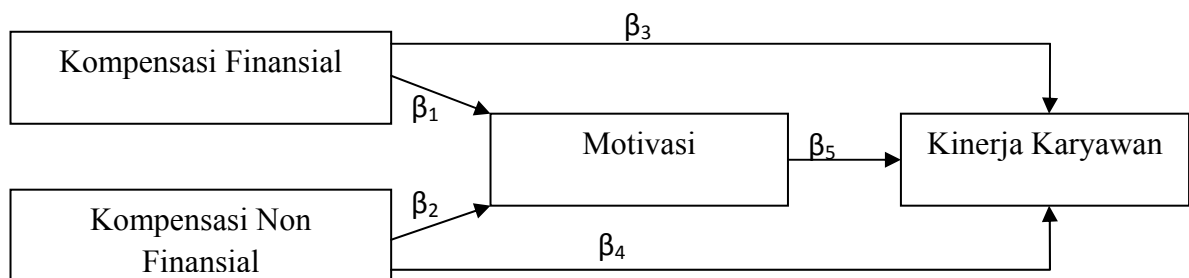 β₃
Kompensasi Finansial
β₁
Motivasi
β₅
Kinerja Karyawan
β₂
Kompensasi Non
Finansial
β₄